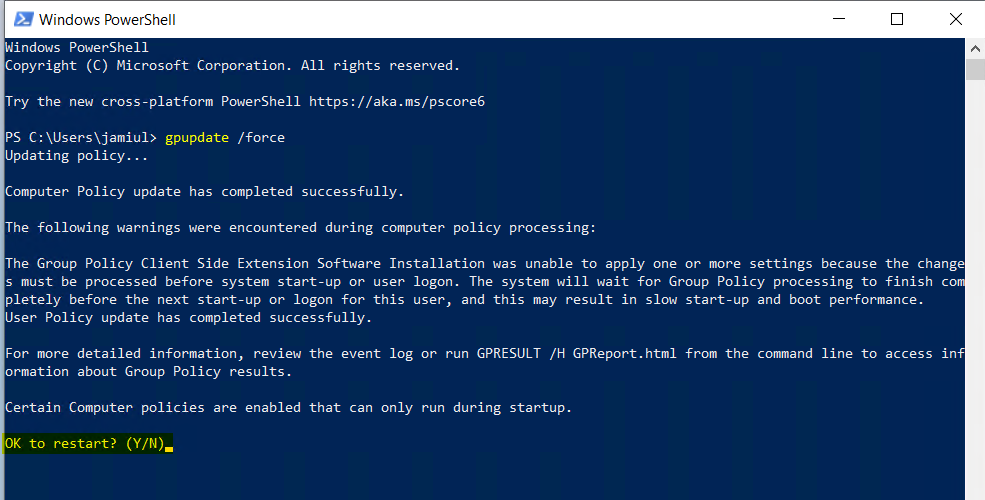 Windows PowerShell
Windows PowerShell
Copyright (C) Microsoft Corporation. All rights reserved.
Try the new cross-platform PowerShell https://aka.ms/pscore6
PS C:\Users\jamiul> gpupdate /force
Updating policy...
Computer Policy update has completed successfully.
The following warnings were encountered during computer policy processing:
The Group Policy Client Side Extension Software Installation was unable to apply one or more settings because the change
s must be processed before system start-up or user logon. The system will wait for Group Policy processing to finish com
pletely before the next start-up or logon for this user, and this may result in slow start-up and boot performance.
User Policy update has completed successfully.
For more detailed information, review the event log or run GPRESULT /H GPReport.html from the command line to access inf
ormation about Group Policy results.
Certain Computer policies are enabled that can only run during startup.
OK to restart? (Y/N)